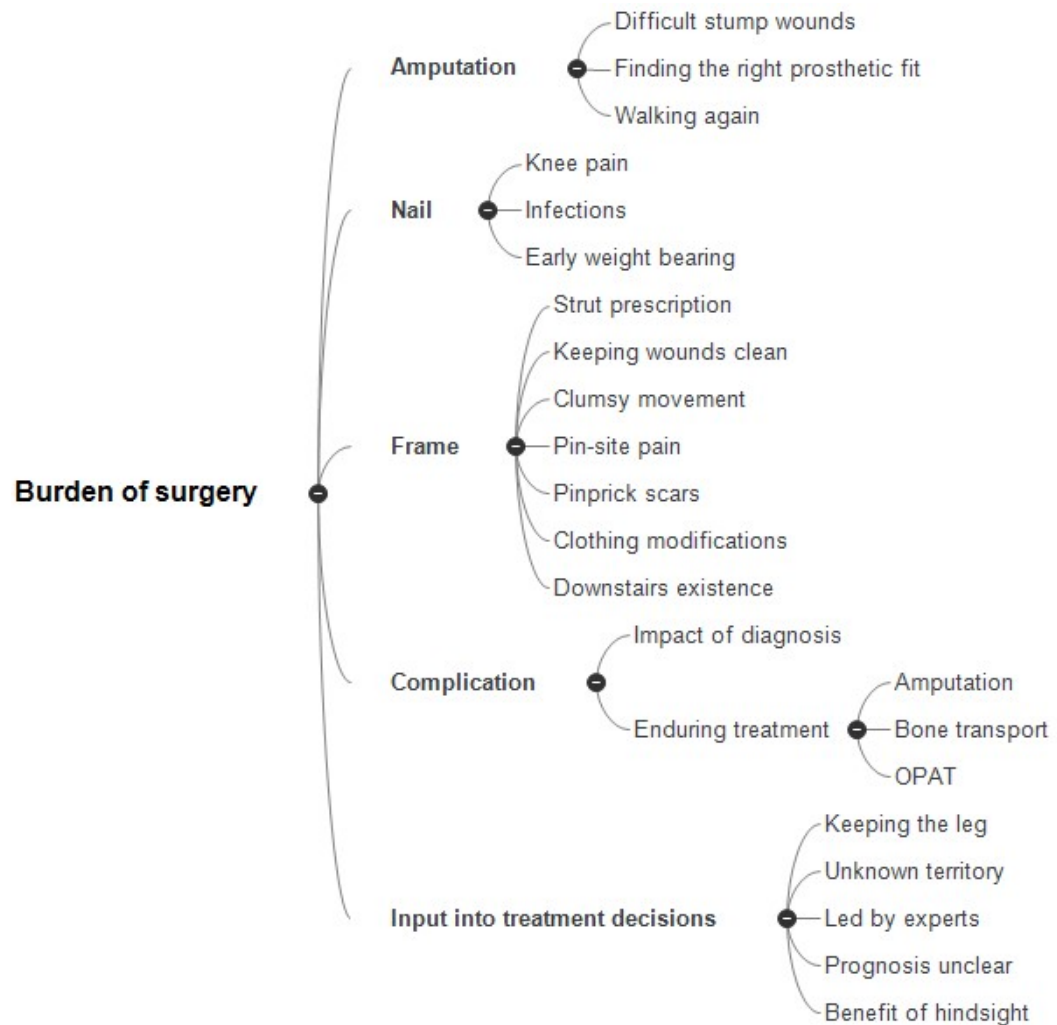 Burden of surgery
Amputation
Difficult stump wounds
Finding the right prosthetic fit
Walking again
Nail
Knee pain
Infections
Early weight bearing
Frame
Strut prescription
Keeping wounds clean
Clumsy movement
Pin-site pain
Pinprick scars
Clothing modifications
Downstairs existence
Complication
Impact of diagnosis
Enduring treatment
Amputation
Bone transport
OPAT
Input into treatment decisions
Keeping the leg
Unknown territory
Led by experts
Prognosis unclear
Benefit of hindsight